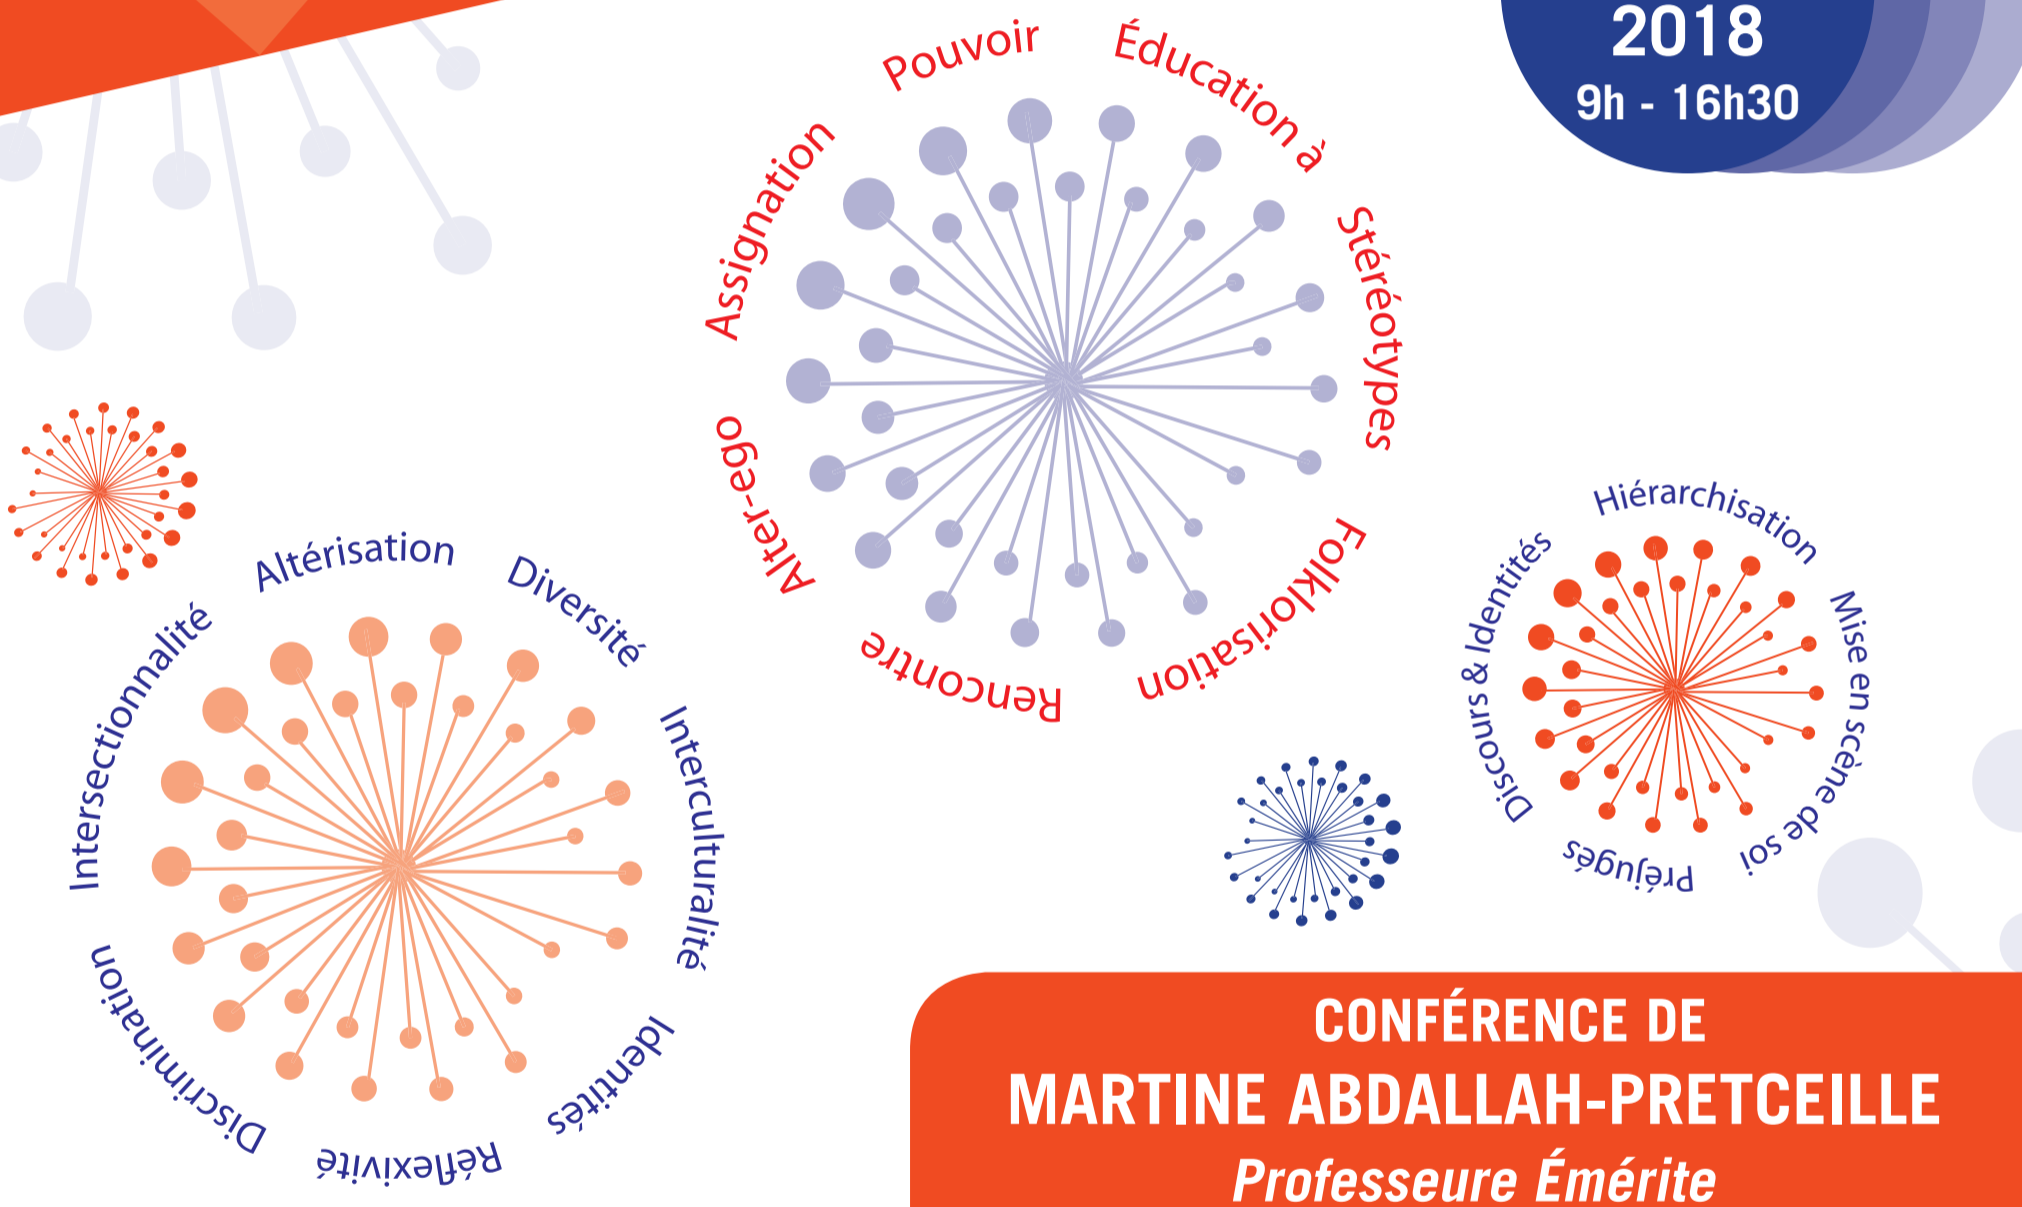 2018
9h - 16h30
Pouvoir
Éducation à
Stéréotypes
Folklorisation
Rencontre
Alter-ego
Assignation
Altérisation
Diversité
Interculturalité
Identités
Réflexivité
Discrimination
Intersectionnalité
Hiérarchisation
Mise en scène de soi
Préjugés
Discours & Identités
CONFÉRENCE DE
MARTINE ABDALLAH-PRETCEILLE
Professeure Émérite